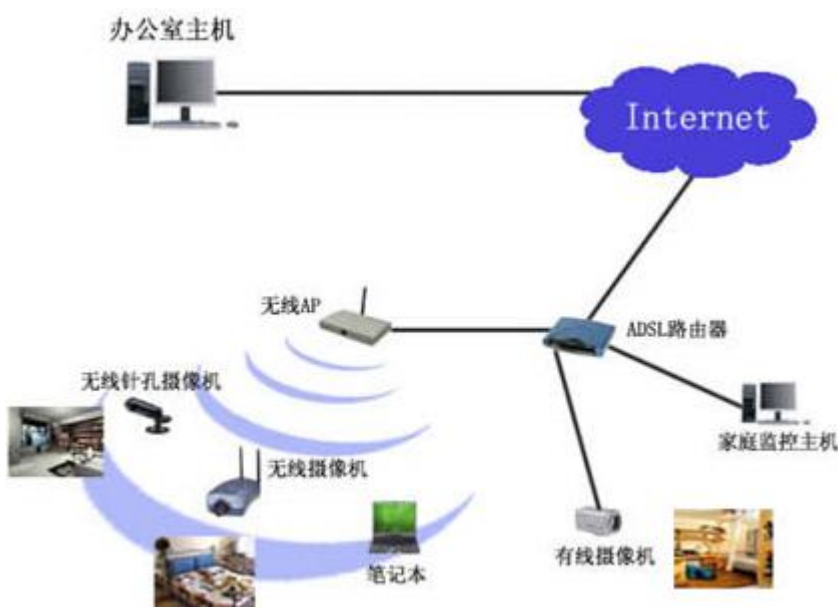 办公室主机
Internet
无线AP
ADSL路由器
无线针孔摄像机
家庭监控主机
无线摄像机
有线摄像机
笔记本